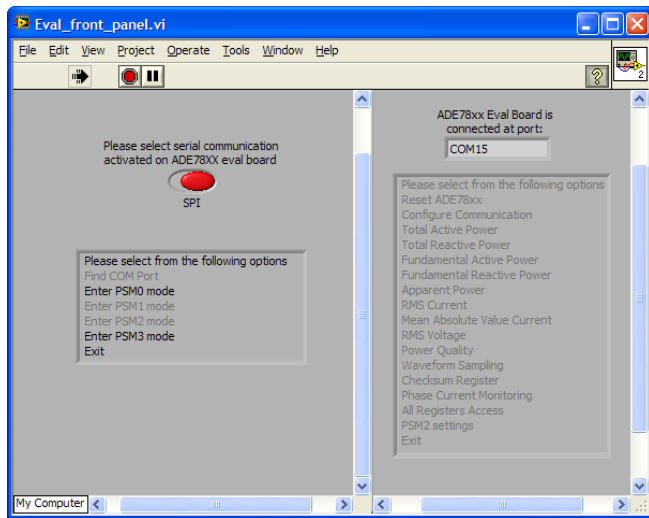 Eval_front_panel.vi
File Edit View Project Operate Tools Window Help
2
Please select serial communication
activated on ADE78XX eval board
SPI
Please select from the following options
Find COM Port
Enter PSM0 mode
Enter PSM1 mode
Enter PSM2 mode
Enter PSM3 mode
Exit
ADE78xx Eval Board is
connected at port:
COM15
Please select from the following options
Reset ADE78xx
Configure Communication
Total Active Power
Total Reactive Power
Fundamental Active Power
Fundamental Reactive Power
Apparent Power
RMS Current
Mean Absolute Value Current
RMS Voltage
Power Quality
Waveform Sampling
Checksum Register
Phase Current Monitoring
All Registers Access
PSM2 settings
Exit
My Computer